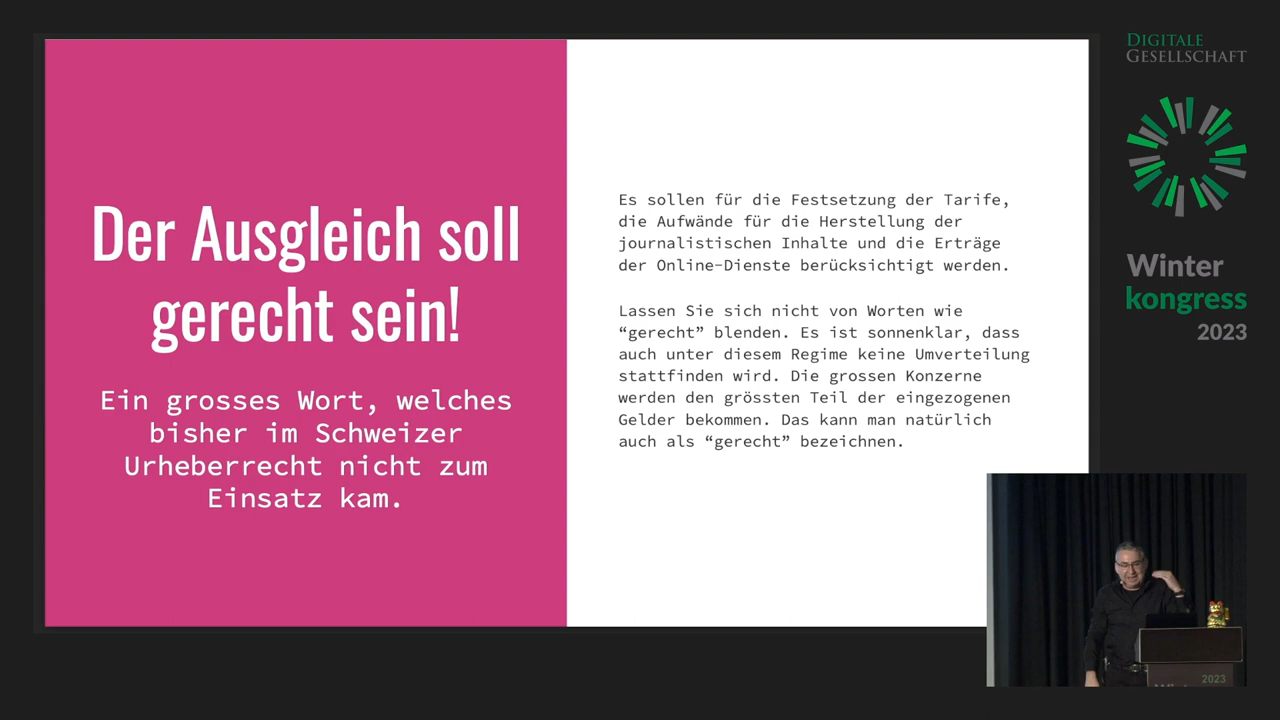 Der Ausgleich soll
gerecht sein!
Ein grosses Wort, welches
bisher im Schweizer
Urheberrecht nicht zum
Einsatz kam.
Es sollen für die Festsetzung der Tarife,
die Aufwände für die Herstellung der
journalistischen Inhalte und die Erträge
der Online-Dienste berücksichtigt werden.
Lassen Sie sich nicht von Worten wie
“gerecht” blenden. Es ist sonnenklar, dass
auch unter diesem Regime keine Umverteilung
stattfinden wird. Die grossen Konzerne
werden den grössten Teil der eingezogenen
Gelder bekommen. Das kann man natürlich
auch als “gerecht” bezeichnen.
DIGITALE
GESELLSCHAFT
Winter
kongress
2023
2023